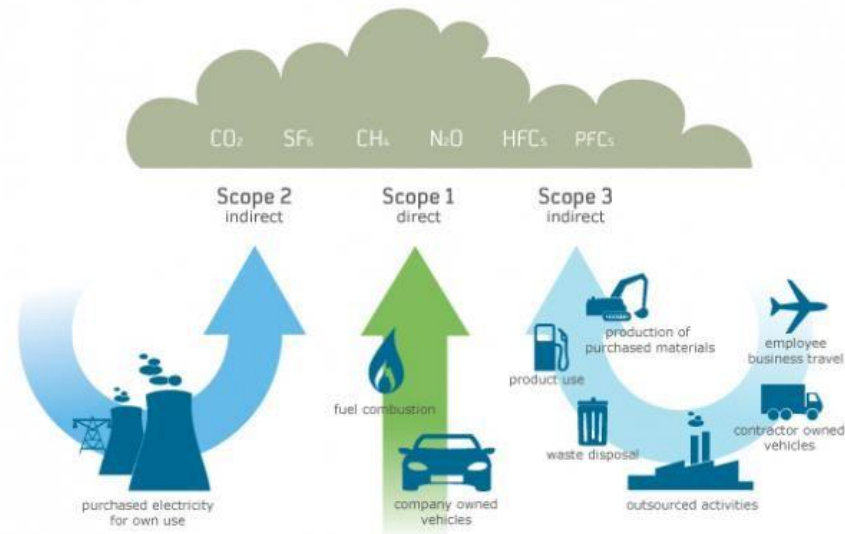 CO₂ SF₆ CH₄ N₂O HFCs PFCs
Scope 2
indirect
Scope 1
direct
Scope 3
indirect
purchased electricity
for own use
fuel combustion
company owned
vehicles
production of
purchased materials
product use
waste disposal
outsourced activities
employee
business travel
contractor owned
vehicles